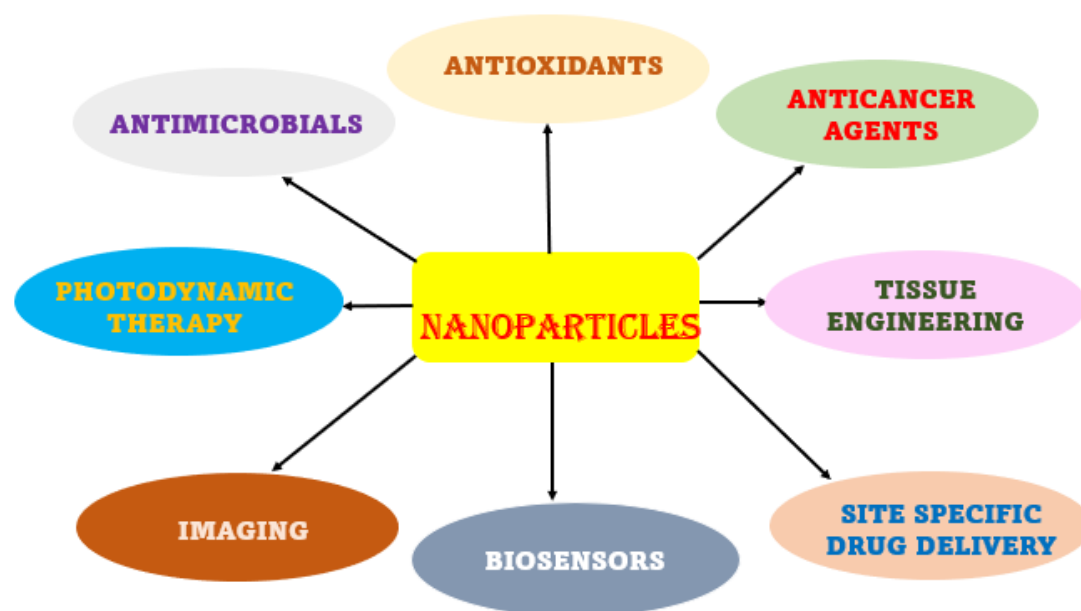 ANTIOXIDANTS
ANTICANCER
AGENTS
ANTIMICROBIALS
PHOTODYNAMIC
THERAPY
NANOPARTICLES
TISSUE
ENGINEERING
IMAGING
BIOSENSORS
SITE SPECIFIC
DRUG DELIVERY